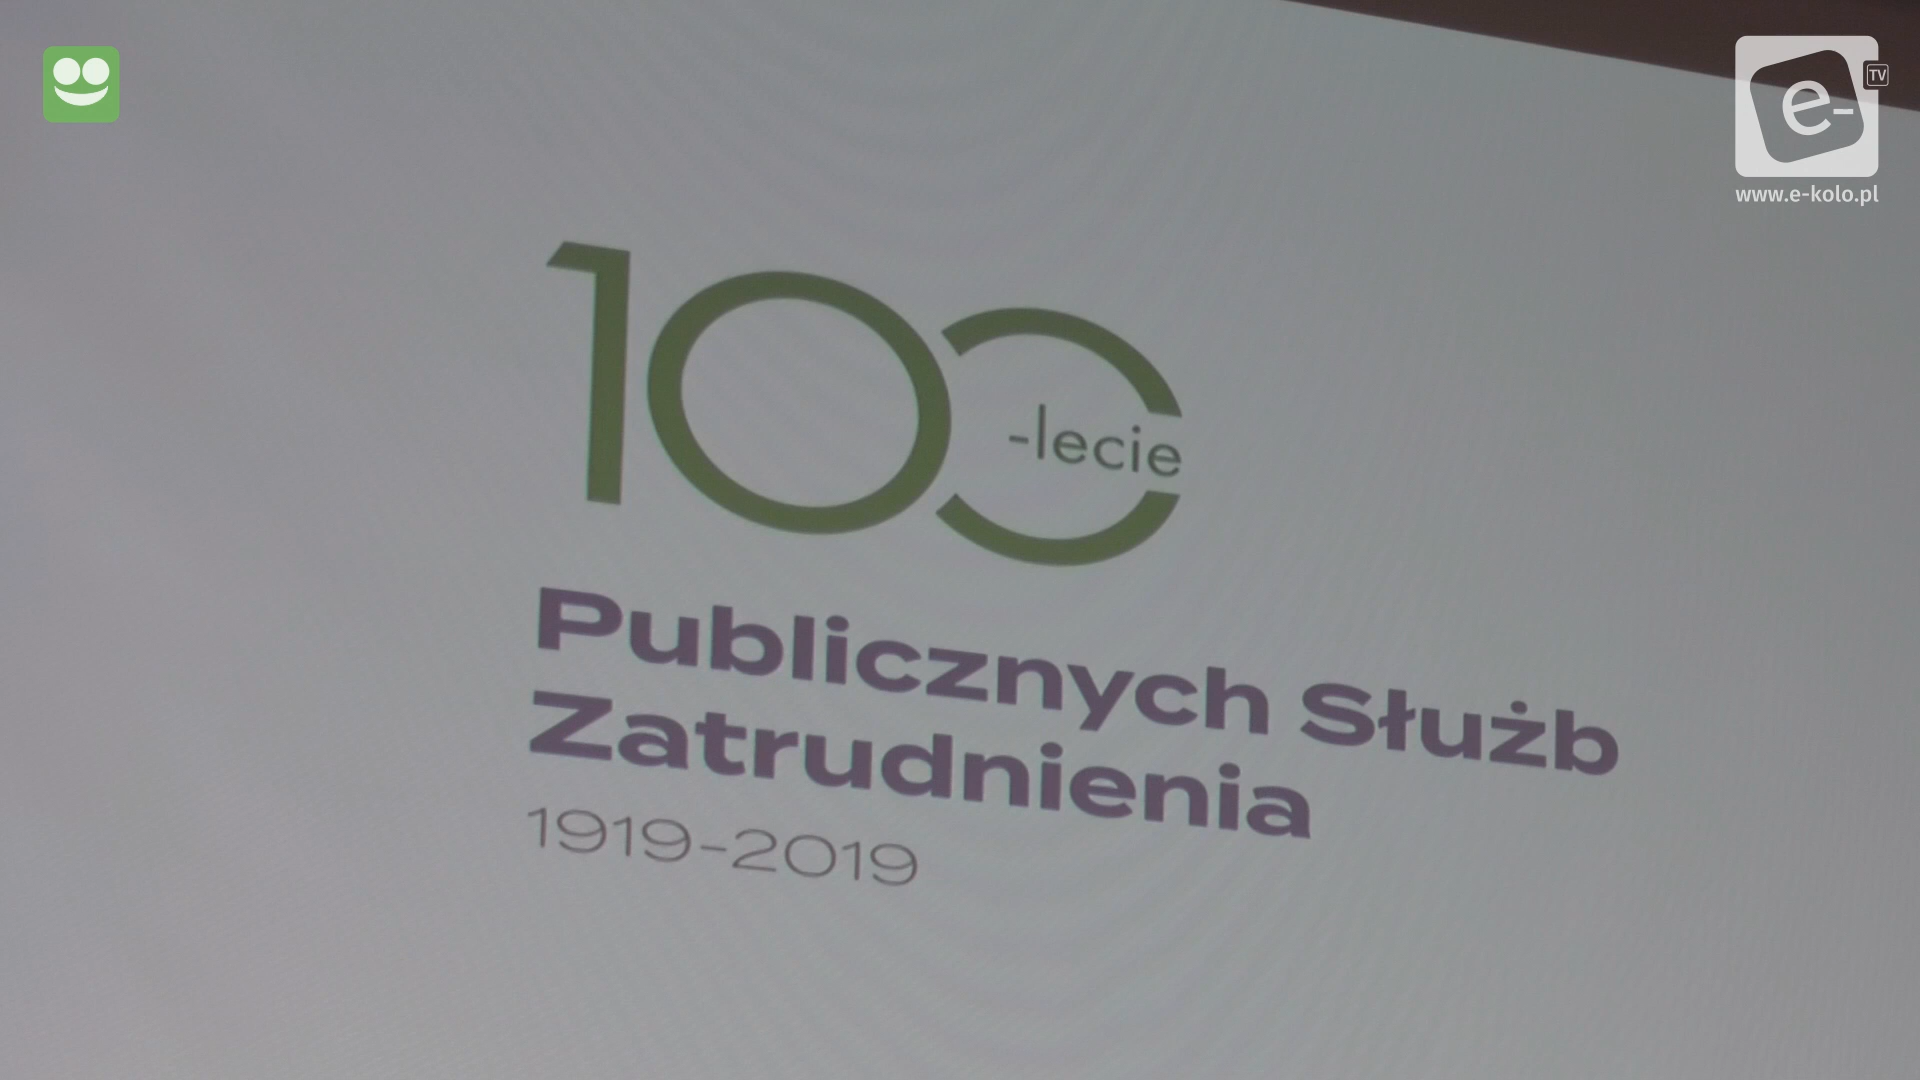 e-
TV
www.e-kolo.pl
100
-lecie
Publicznych Służb
Zatrudnienia
1919-2019